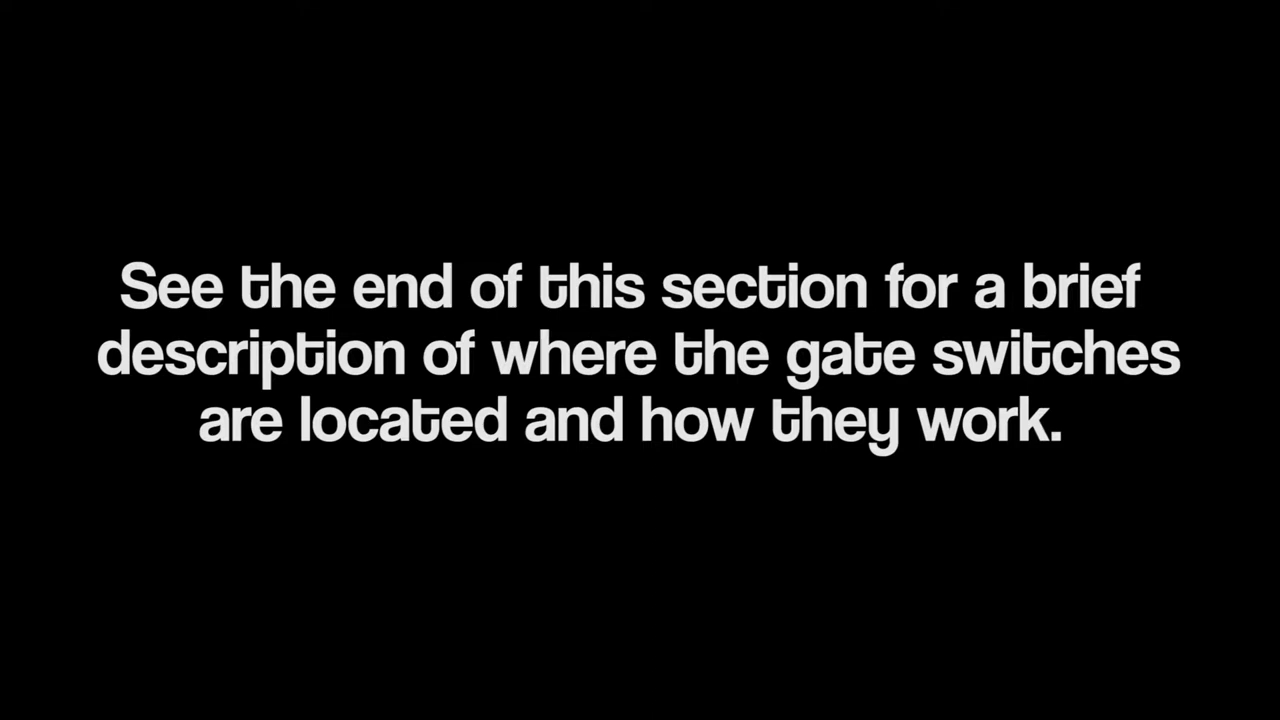 See the end of this section for a brief
description of where the gate switches
are located and how they work.